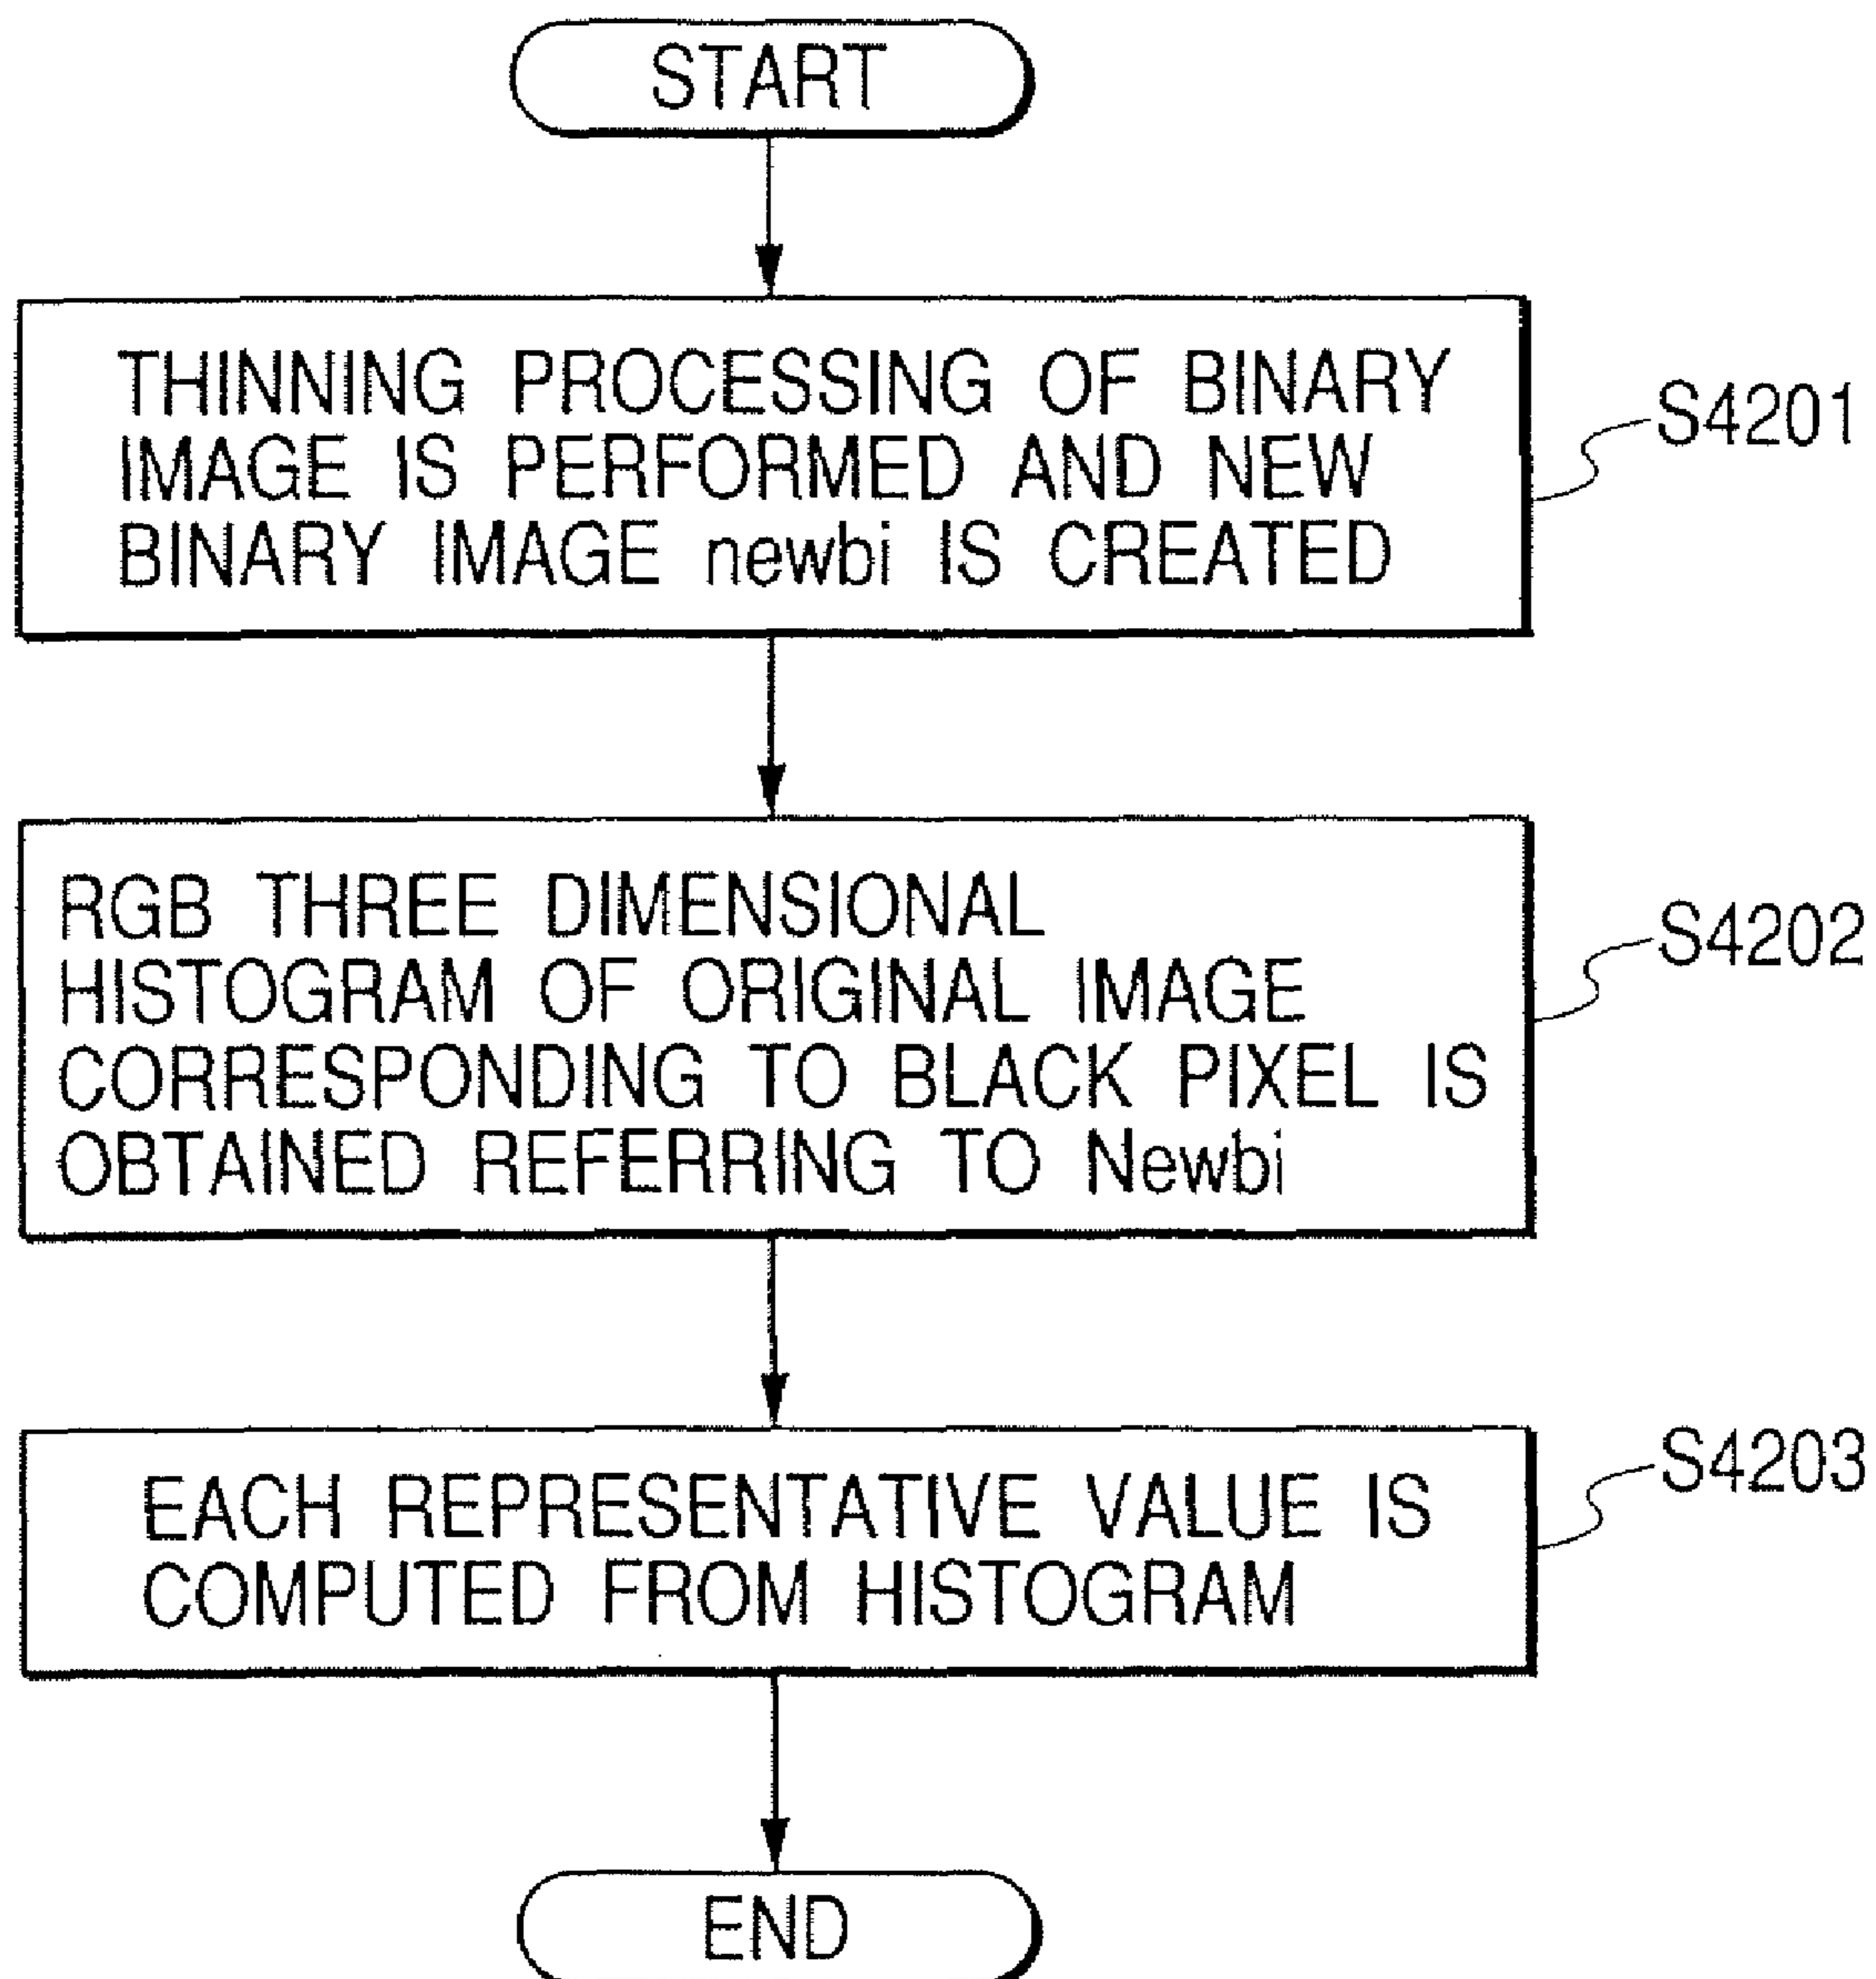 START
THINNING PROCESSING OF BINARY
IMAGE IS PERFORMED AND NEW
BINARY IMAGE newbi IS CREATED
S4201
RGB THREE DIMENSIONAL
HISTOGRAM OF ORIGINAL IMAGE
CORRESPONDING TO BLACK PIXEL IS
OBTAINED REFERRING TO Newbi
S4202
EACH REPRESENTATIVE VALUE IS
COMPUTED FROM HISTOGRAM
S4203
END